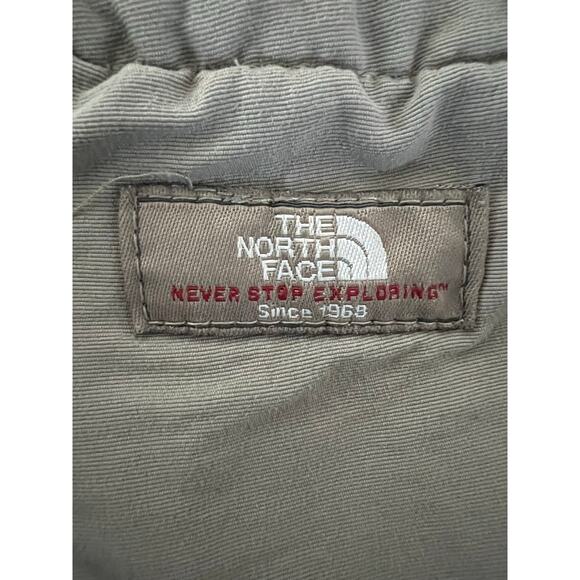 THE
NORTH
FACE
NEVER STOP EXPLORING™
Since 1968